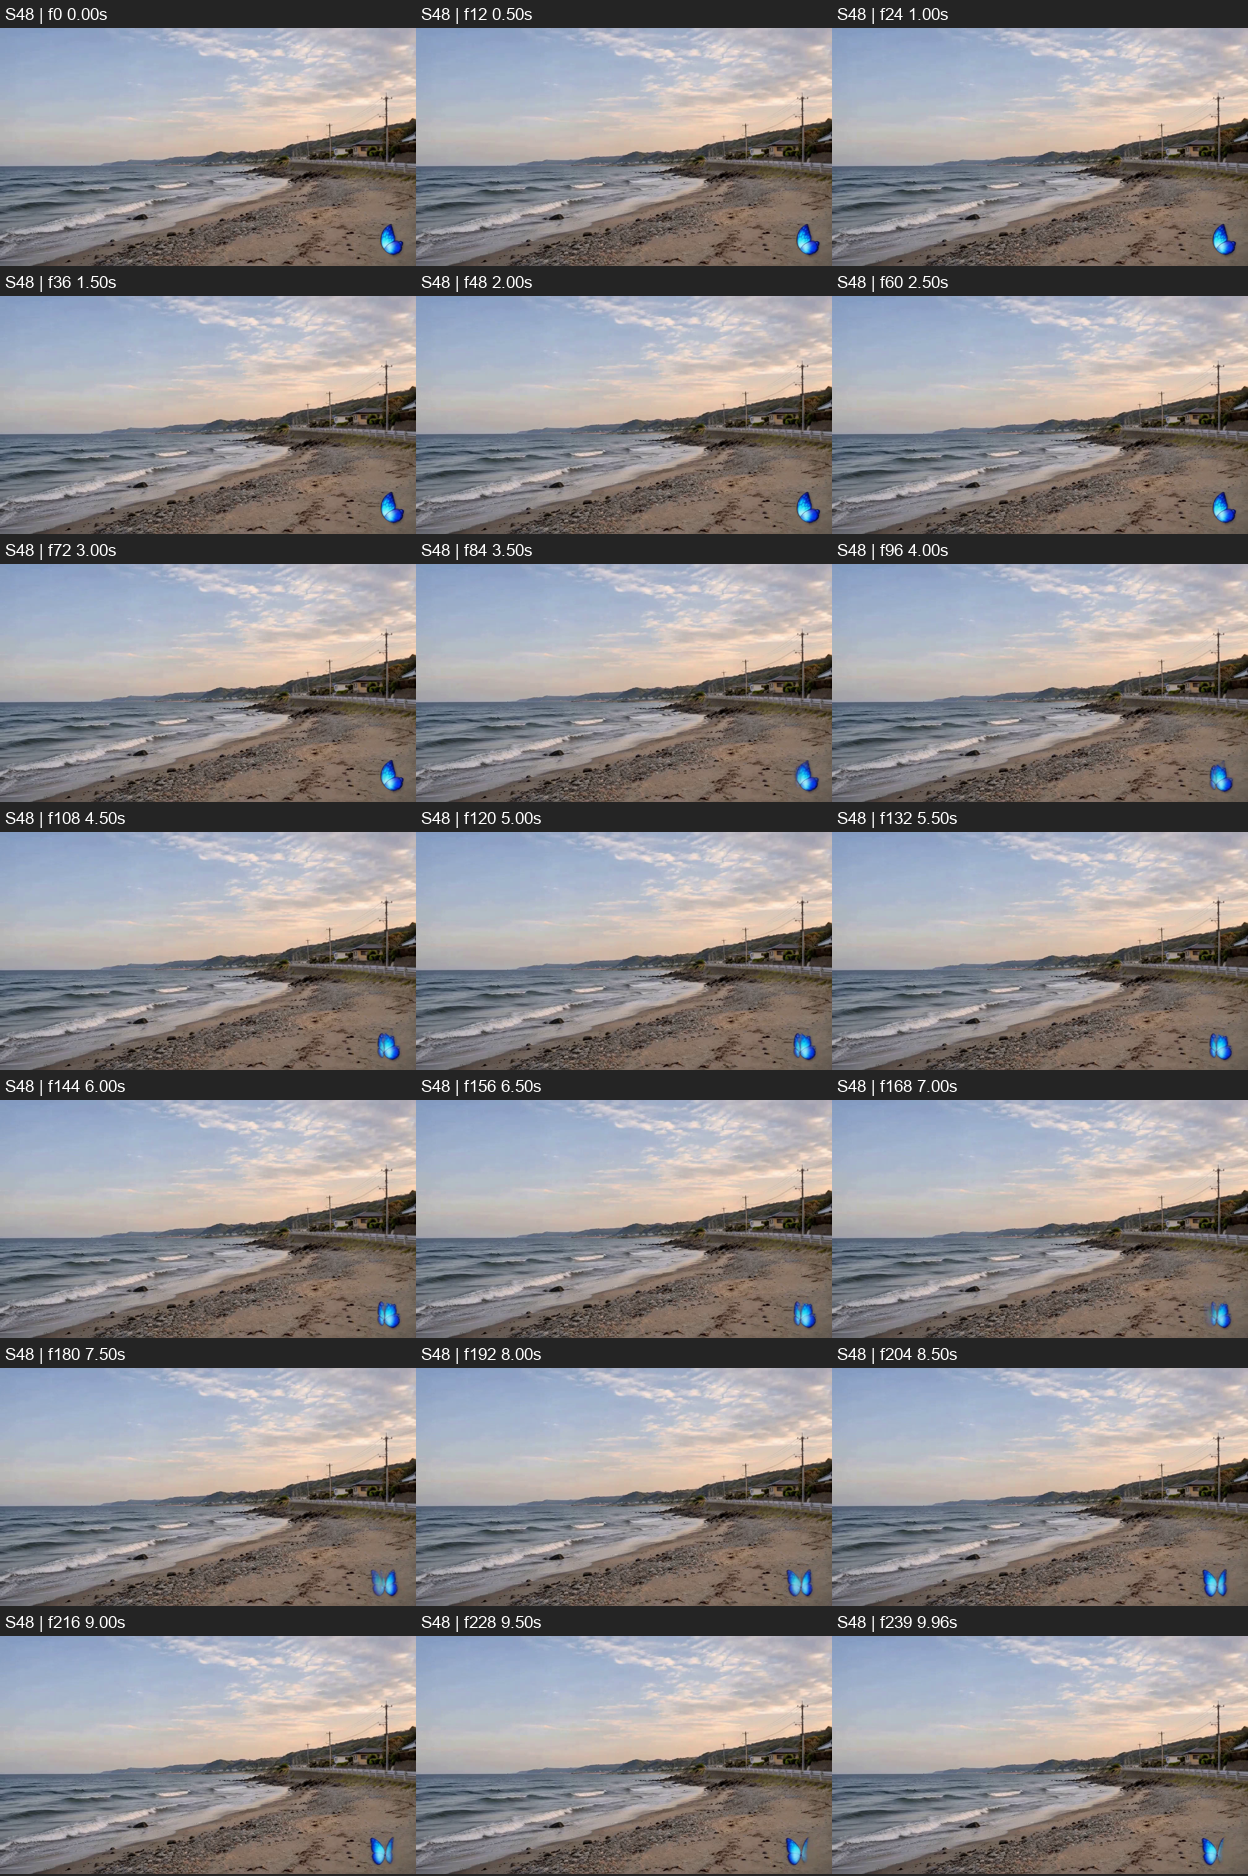 S48 | f0 0.00s
S48 | f12 0.50s
S48 | f24 1.00s
S48 | f36 1.50s
S48 | f48 2.00s
S48 | f60 2.50s
S48 | f72 3.00s
S48 | f84 3.50s
S48 | f96 4.00s
S48 | f108 4.50s
S48 | f120 5.00s
S48 | f132 5.50s
S48 | f144 6.00s
S48 | f156 6.50s
S48 | f168 7.00s
S48 | f180 7.50s
S48 | f192 8.00s
S48 | f204 8.50s
S48 | f216 9.00s
S48 | f228 9.50s
S48 | f239 9.96s